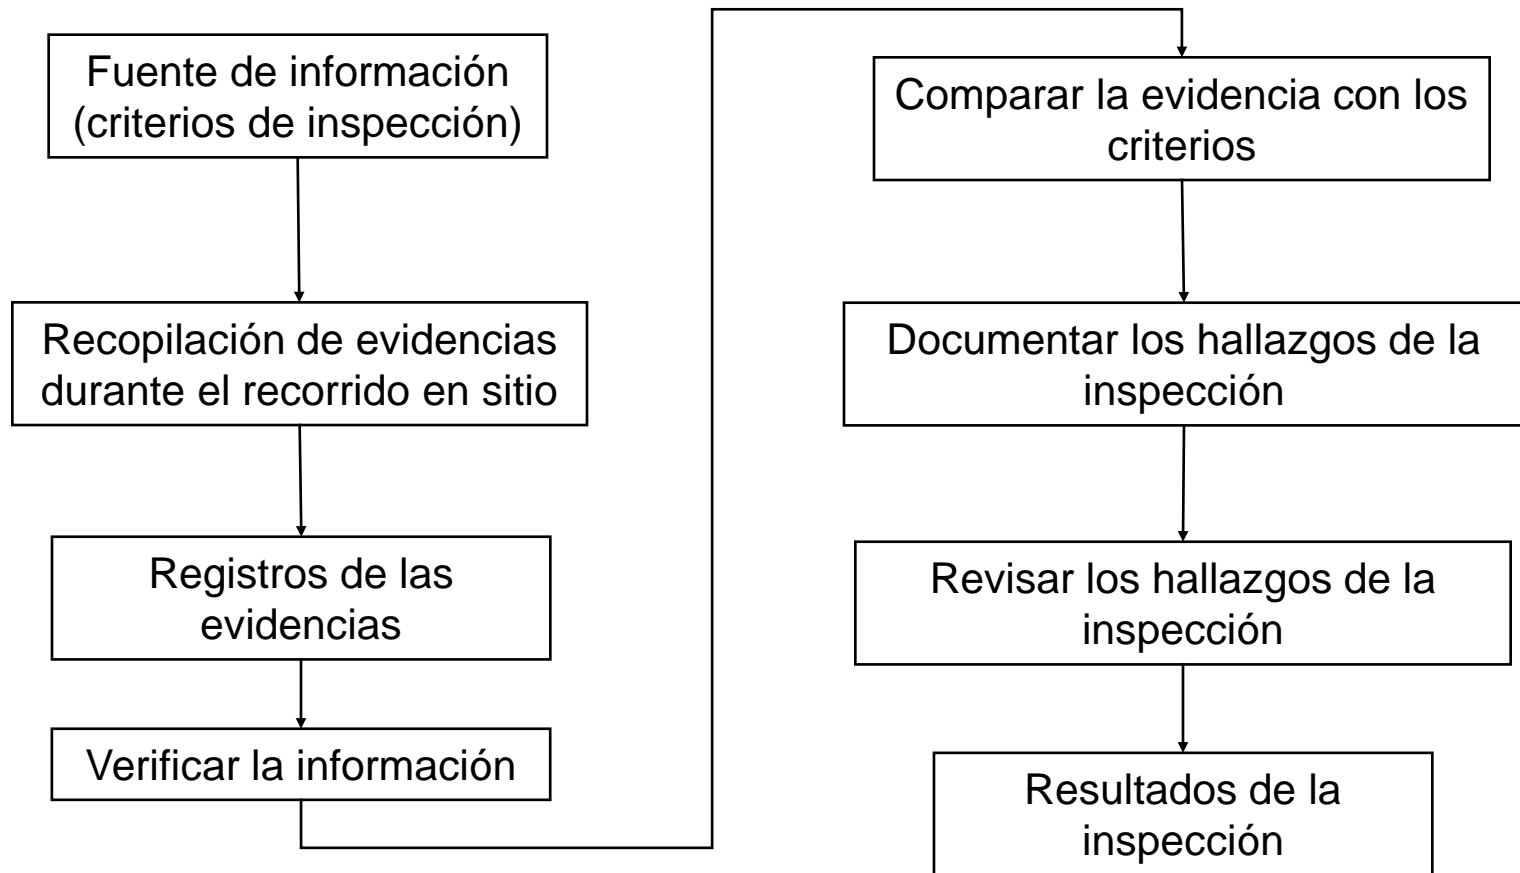 Fuente de información
(criterios de inspección)
Recopilación de evidencias
durante el recorrido en sitio
Registros de las
evidencias
Verificar la información
Comparar la evidencia con los
criterios
Documentar los hallazgos de la
inspección
Revisar los hallazgos de la
inspección
Resultados de la
inspección